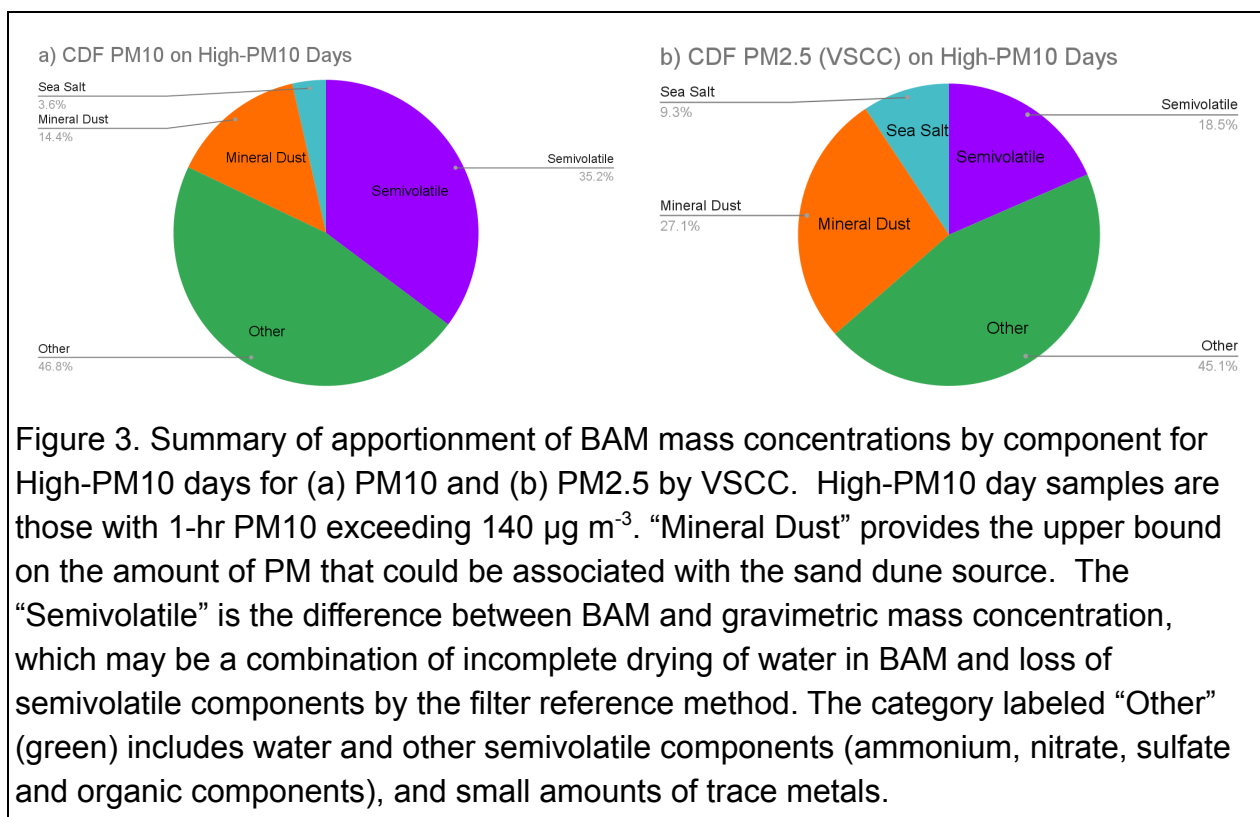 a) CDF PM10 on High-PM10 Days
Sea Salt
3.6%
Mineral Dust
14.4%
Mineral Dust
Semivolatile
Semivolatile
35.2%
Other
Other
46.8%
b) CDF PM2.5 (VSCC) on High-PM10 Days
Sea Salt
9.3%
Sea Salt
Semivolatile
18.5%
Semivolatile
Mineral Dust
27.1%
Mineral Dust
Other
Other
45.1%
Figure 3. Summary of apportionment of BAM mass concentrations by component for
High-PM10 days for (a) PM10 and (b) PM2.5 by VSCC. High-PM10 day samples are
those with 1-hr PM10 exceeding 140 µg m-3. “Mineral Dust” provides the upper bound
on the amount of PM that could be associated with the sand dune source. The
“Semivolatile” is the difference between BAM and gravimetric mass concentration,
which may be a combination of incomplete drying of water in BAM and loss of
semivolatile components by the filter reference method. The category labeled “Other”
(green) includes water and other semivolatile components (ammonium, nitrate, sulfate
and organic components), and small amounts of trace metals.